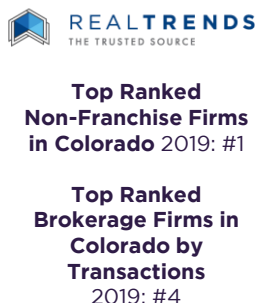 REALTRENDS
THE TRUSTED SOURCE
Top Ranked
Non-Franchise Firms
in Colorado 2019: #1
Top Ranked
Brokerage Firms in
Colorado by
Transactions
2019: #4